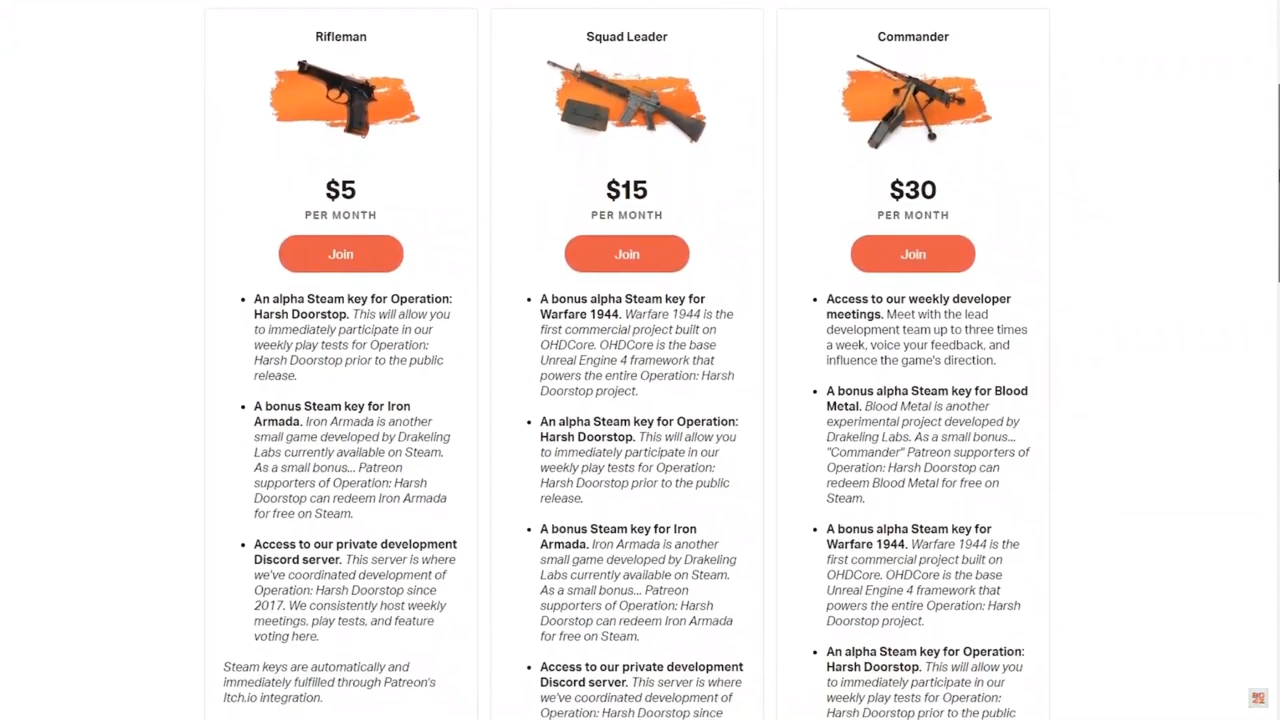 Rifleman
$5
PER MONTH
Join
• An alpha Steam key for Operation:
Harsh Doorstop. This will allow you
to immediately participate in our
weekly play tests for Operation:
Harsh Doorstop prior to the public
release.
• A bonus Steam key for Iron
Armada. Iron Armada is another
small game developed by Drakeling
Labs currently available on Steam.
As a small bonus... Patreon
supporters of Operation: Harsh
Doorstop can redeem Iron Armada
for free on Steam.
• Access to our private development
Discord server. This server is where
we've coordinated development of
Operation: Harsh Doorstop since
2017. We consistently host weekly
meetings, play tests, and feature
voting here.
Steam keys are automatically and
immediately fulfilled through Patreon's
Itch.io integration.
Squad Leader
$15
PER MONTH
Join
• A bonus alpha Steam key for
Warfare 1944. Warfare 1944 is the
first commercial project built on
OHDCore. OHDCore is the base
Unreal Engine 4 framework that
powers the entire Operation: Harsh
Doorstop project.
• An alpha Steam key for Operation:
Harsh Doorstop. This will allow you
to immediately participate in our
weekly play tests for Operation:
Harsh Doorstop prior to the public
release.
• A bonus Steam key for Iron
Armada. Iron Armada is another
small game developed by Drakeling
Labs currently available on Steam.
As a small bonus... Patreon
supporters of Operation: Harsh
Doorstop can redeem Iron Armada
for free on Steam.
• Access to our private development
Discord server. This server is where
we've coordinated development of
Operation: Harsh Doorstop since
Commander
$30
PER MONTH
Join
• Access to our weekly developer
meetings. Meet with the lead
development team up to three times
a week, voice your feedback, and
influence the game's direction.
• A bonus alpha Steam key for Blood
Metal. Blood Metal is another
experimental project developed by
Drakeling Labs. As a small bonus...
"Commander" Patreon supporters of
Operation: Harsh Doorstop can
redeem Blood Metal for free on
Steam.
• A bonus alpha Steam key for
Warfare 1944. Warfare 1944 is the
first commercial project built on
OHDCore. OHDCore is the base
Unreal Engine 4 framework that
powers the entire Operation: Harsh
Doorstop project.
• An alpha Steam key for Operation:
Harsh Doorstop. This will allow you
to immediately participate in our
weekly play tests for Operation:
Harsh Doorstop prior to the public